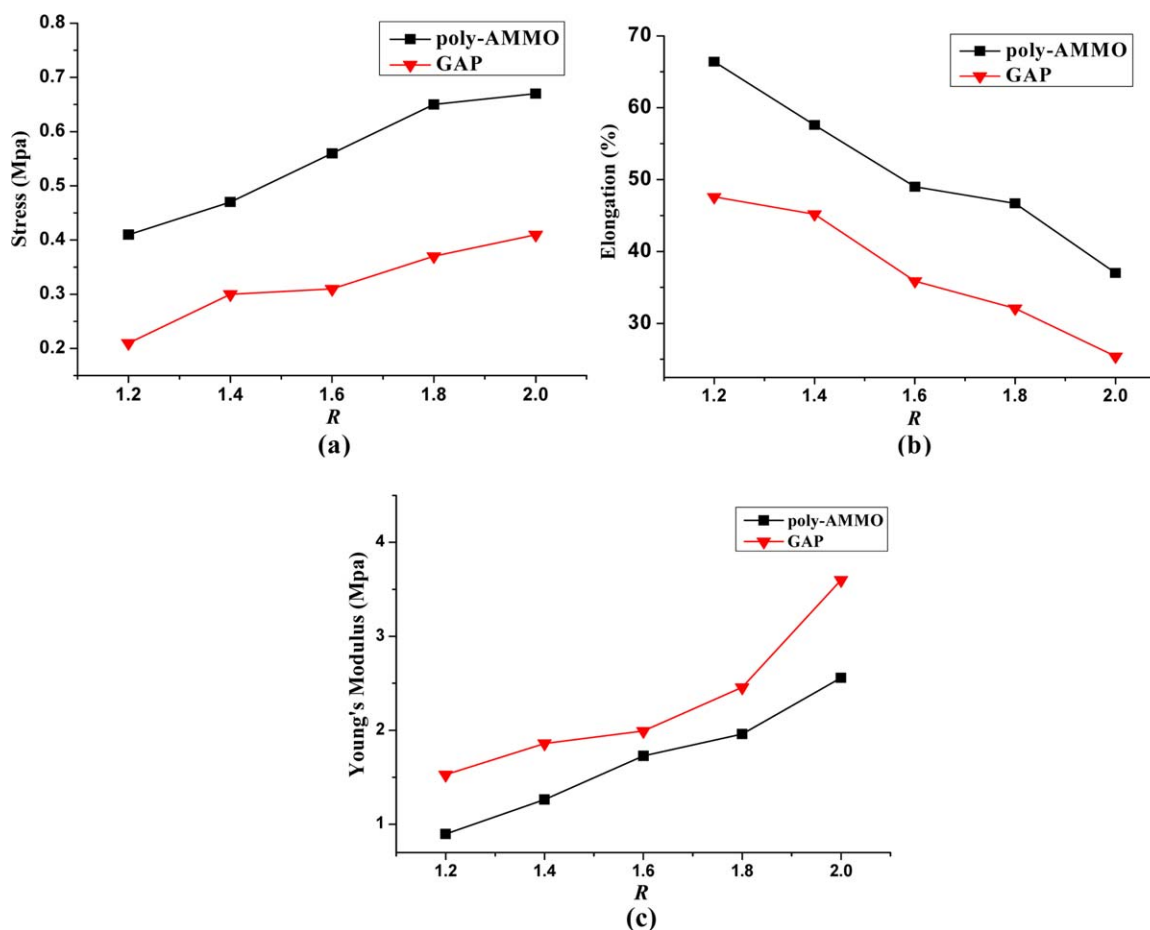 0.8
0.7
0.6
0.5
0.4
0.3
0.2
Stress (Mpa)
poly-AMMO
GAP
1.2 1.4 1.6 1.8 2.0
R
(a)
70
60
50
40
30
Elongation (%)
poly-AMMO
GAP
1.2 1.4 1.6 1.8 2.0
R
(b)
4
3
2
1
Young's Modulus (Mpa)
poly-AMMO
GAP
1.2 1.4 1.6 1.8 2.0
R
(c)